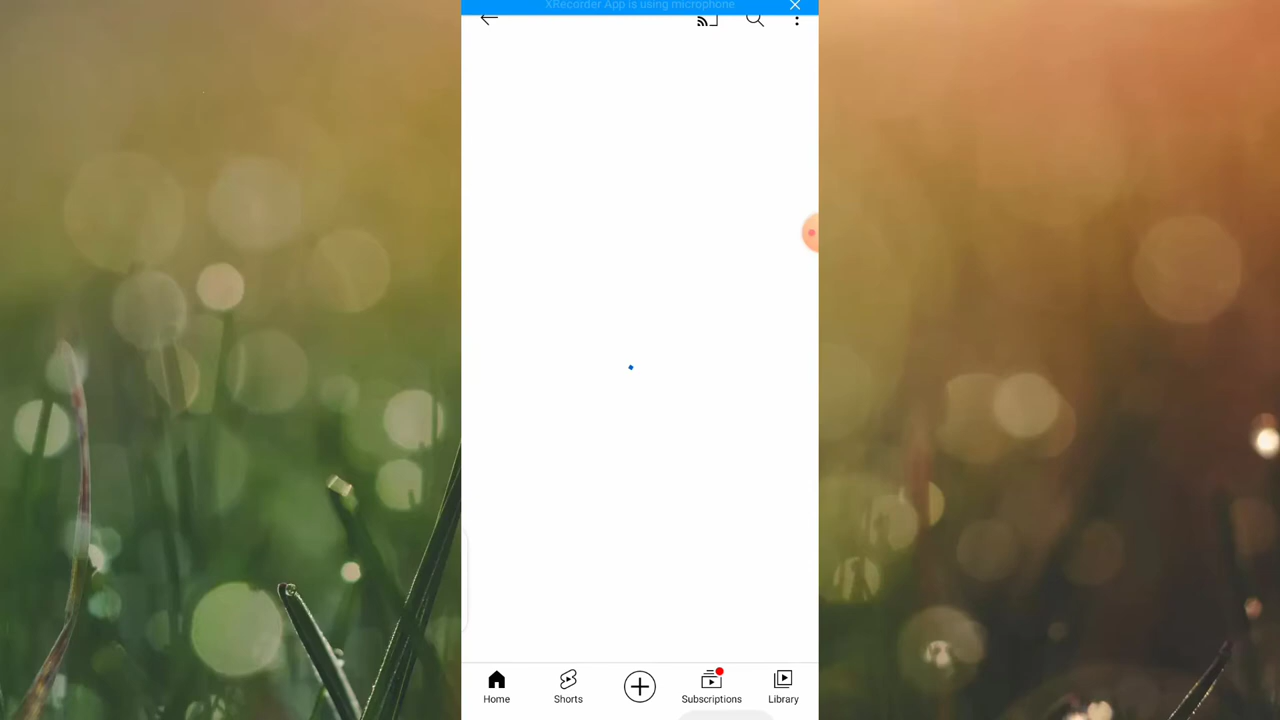 XRecorder App is using microphone
Home
Shorts
Subscriptions
Library